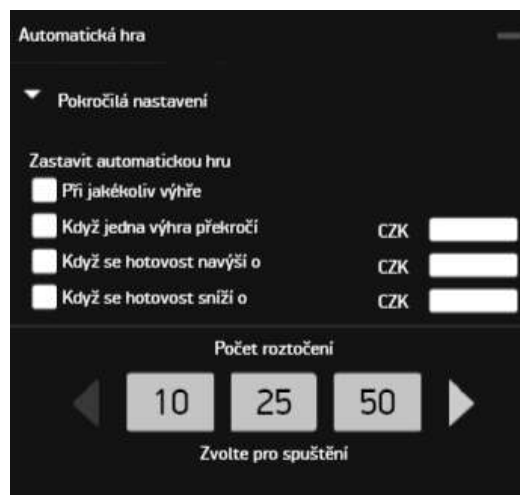 Automatická hra
Pokročilá nastavení
Zastavit automatickou hru
Při jakékoliv výhře
Když jedna výhra překročí CZK
Když se hotovost navýší o CZK
Když se hotovost sníží o CZK
Počet roztočení
10 25 50
Zvolte pro spuštění